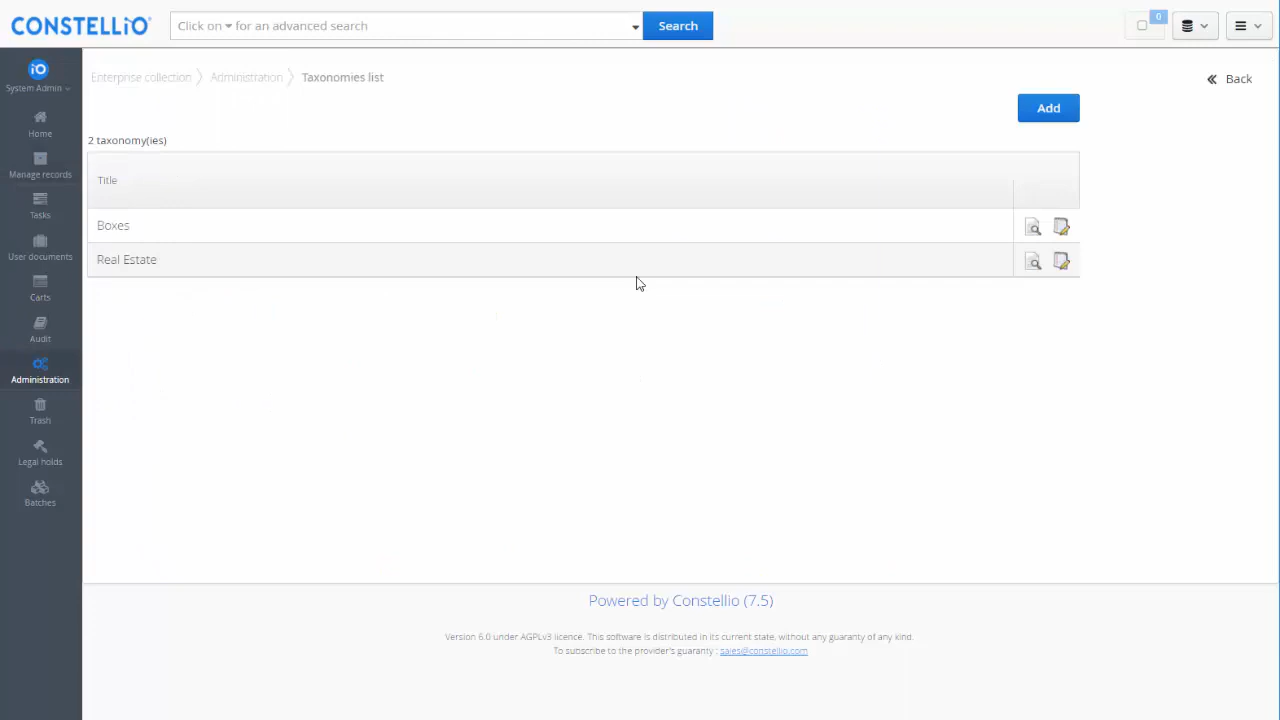 CONSTELLiO
Click on ▾ for an advanced search
Search
0
iO
System Admin
Home
Manage records
Tasks
User documents
Carts
Audit
Administration
Trash
Legal holds
Batches
Enterprise collection
Administration
Taxonomies list
Back
Add
2 taxonomy(ies)
Title
Boxes
Real Estate
Powered by Constellio (7.5)
Version 6.0 under AGPLv3 licence. This software is distributed in its current state, without any guaranty of any kind.
To subscribe to the provider's guaranty : sales@constellio.com